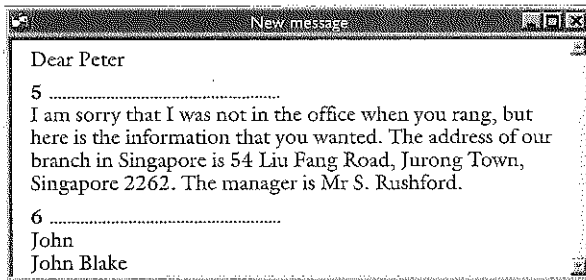 New message
Dear Peter
5 ................................................
I am sorry that I was not in the office when you rang, but
here is the information that you wanted. The address of our
branch in Singapore is 54 Liu Fang Road, Jurong Town,
Singapore 2262. The manager is Mr S. Rushford.
6 ................................................
John
John Blake